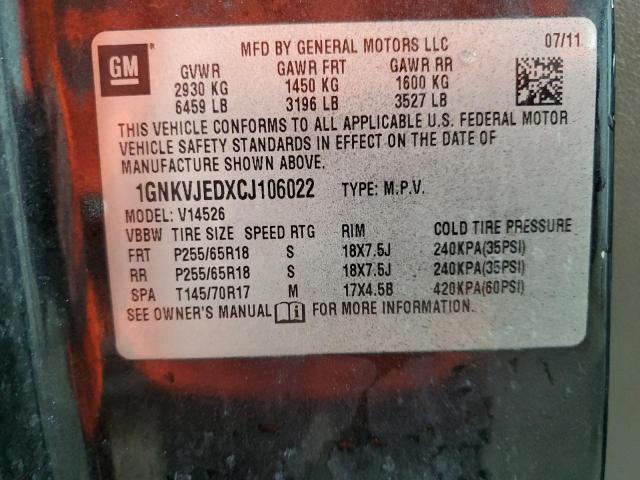 GM
MFD BY GENERAL MOTORS LLC 07/11
GVWR GAWR FRT GAWR RR
2930 KG 1450 KG 1600 KG
6459 LB 3196 LB 3527 LB
THIS VEHICLE CONFORMS TO ALL APPLICABLE U.S. FEDERAL MOTOR
VEHICLE SAFETY STANDARDS IN EFFECT ON THE DATE OF
MANUFACTURE SHOWN ABOVE.
1GNKVJEDXCJ106022 TYPE: M.P.V.
MODEL: V14526
VBBW TIRE SIZE SPEED RTG RIM COLD TIRE PRESSURE
FRT P255/65R18 S 18X7.5J 240KPA(35PSI)
RR P255/65R18 S 18X7.5J 240KPA(35PSI)
SPA T145/70R17 M 17X4.5B 420KPA(60PSI)
SEE OWNER'S MANUAL FOR MORE INFORMATION.